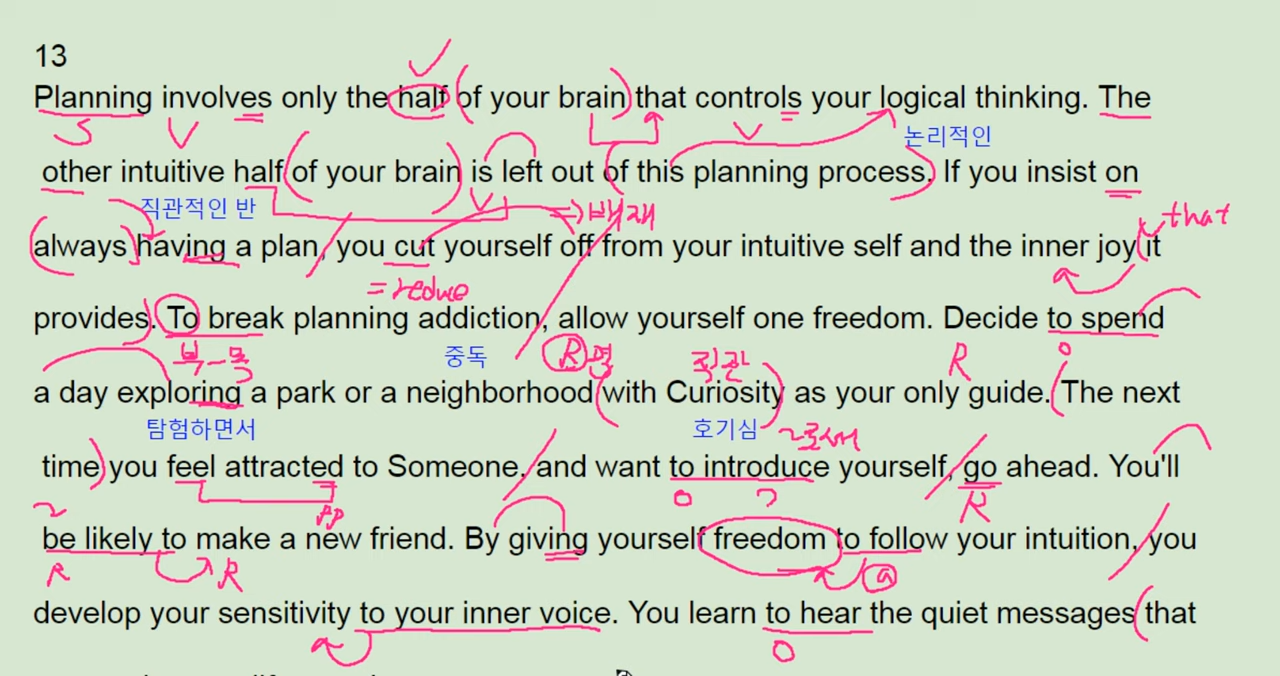 13
Planning involves only the half of your brain that controls your logical thinking. The
S V V 논리적인
other intuitive half of your brain is left out of this planning process. If you insist on
직관적인 반 V => 배재 that
always having a plan, you cut yourself off from your intuitive self and the inner joy it
= reduce
provides. To break planning addiction, allow yourself one freedom. Decide to spend
부-목 중독 R 명 직관 R o
a day exploring a park or a neighborhood with Curiosity as your only guide. The next
탐험하면서 호기심 ~로서
time you feel attracted to Someone, and want to introduce yourself, go ahead. You'll
PP o R
be likely to make a new friend. By giving yourself freedom to follow your intuition, you
R R a
develop your sensitivity to your inner voice. You learn to hear the quiet messages that
o